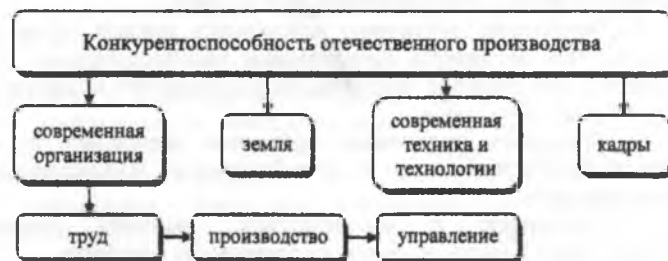 Конкурентоспособность отечественного производства
современная
организация
земля
современная
техника и
технологии
кадры
труд
производство
управление